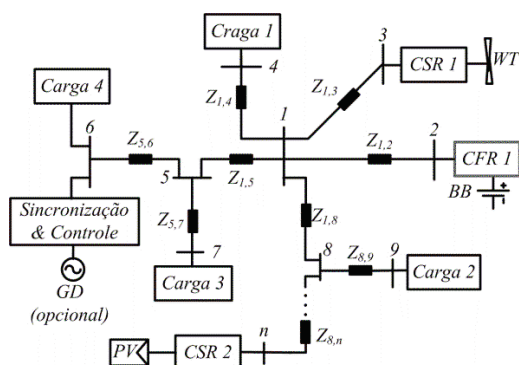 Craga 1
4
Z1,4
3
CSR 1
WT
Z1,3
Carga 4
6
Z5,6
5
Z1,5
1
Z1,2
2
CFR 1
BB
Sincronização
& Controle
GD
(opcional)
Z5,7
7
Carga 3
Z1,8
8
Z8,9
9
Carga 2
Z8,n
PV
CSR 2
n